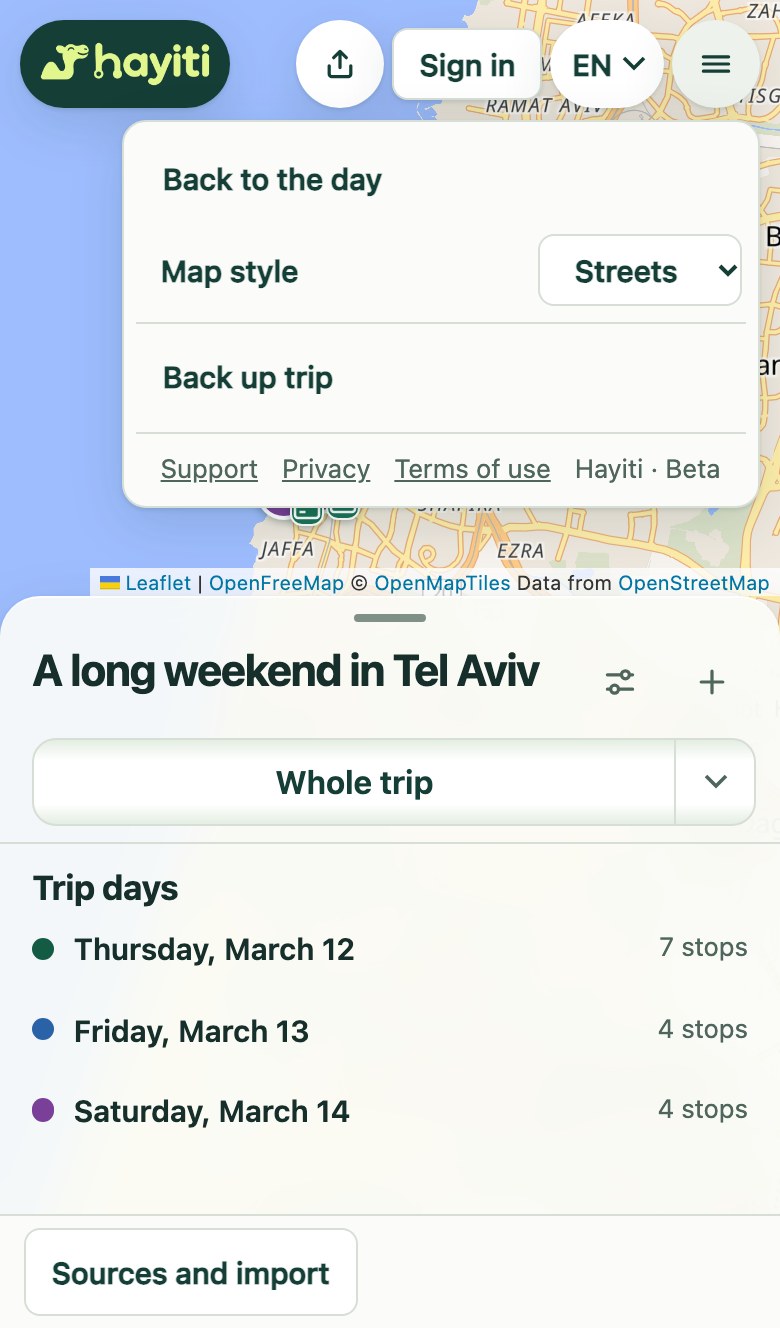 hayiti
Sign in
EN
RAMAT AVIV
Back to the day
Map style
Streets
Back up trip
Support Privacy Terms of use Hayiti · Beta
JAFFA
EZRA
Leaflet | OpenFreeMap © OpenMapTiles Data from OpenStreetMap
A long weekend in Tel Aviv
Whole trip
Trip days
Thursday, March 12 7 stops
Friday, March 13 4 stops
Saturday, March 14 4 stops
Sources and import